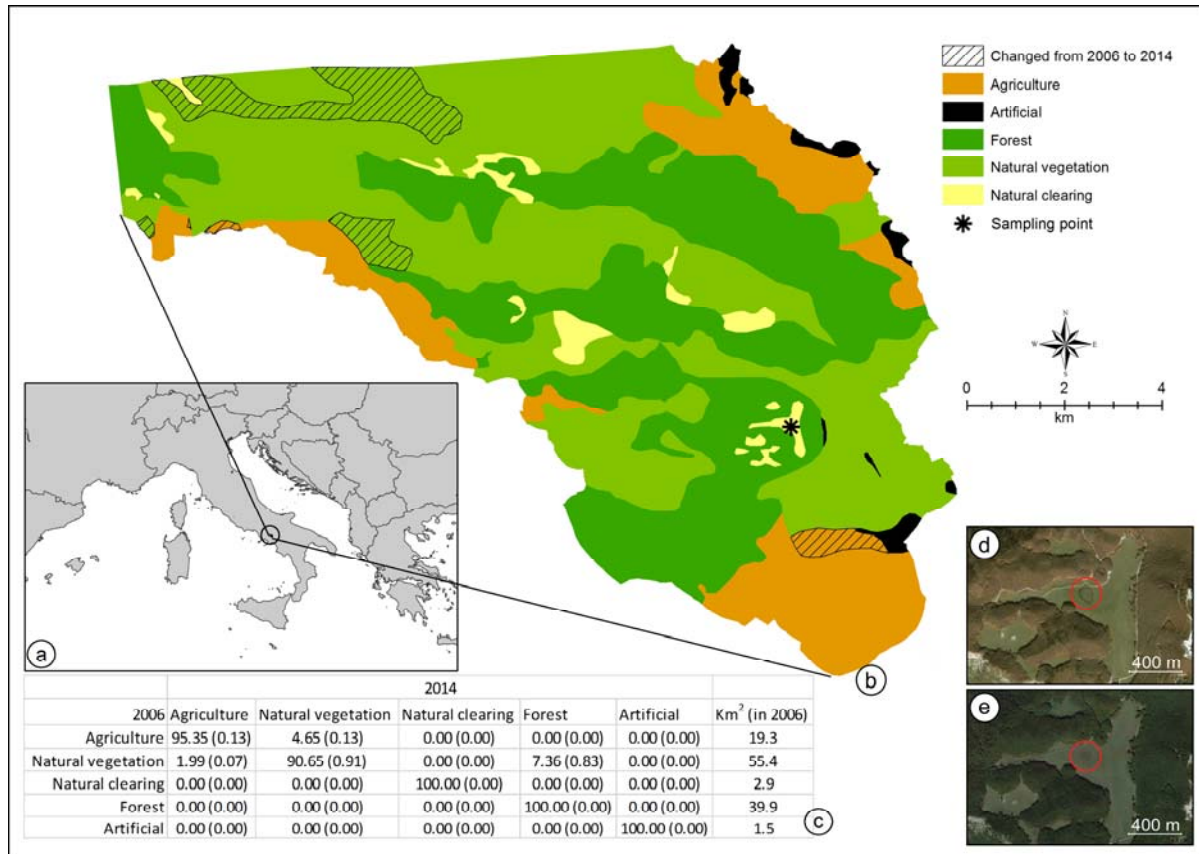 Changed from 2006 to 2014
Agriculture
Artificial
Forest
Natural vegetation
Natural clearing
Sampling point
N
W E
S
0 2 4
km
a
b
d
400 m
e
400 m
2014
2006 Agriculture Natural vegetation Natural clearing Forest Artificial Km² (in 2006)
Agriculture 95.35 (0.13) 4.65 (0.13) 0.00 (0.00) 0.00 (0.00) 0.00 (0.00) 19.3
Natural vegetation 1.99 (0.07) 90.65 (0.91) 0.00 (0.00) 7.36 (0.83) 0.00 (0.00) 55.4
Natural clearing 0.00 (0.00) 0.00 (0.00) 100.00 (0.00) 0.00 (0.00) 0.00 (0.00) 2.9
Forest 0.00 (0.00) 0.00 (0.00) 0.00 (0.00) 100.00 (0.00) 0.00 (0.00) 39.9
Artificial 0.00 (0.00) 0.00 (0.00) 0.00 (0.00) 0.00 (0.00) 100.00 (0.00) 1.5
c